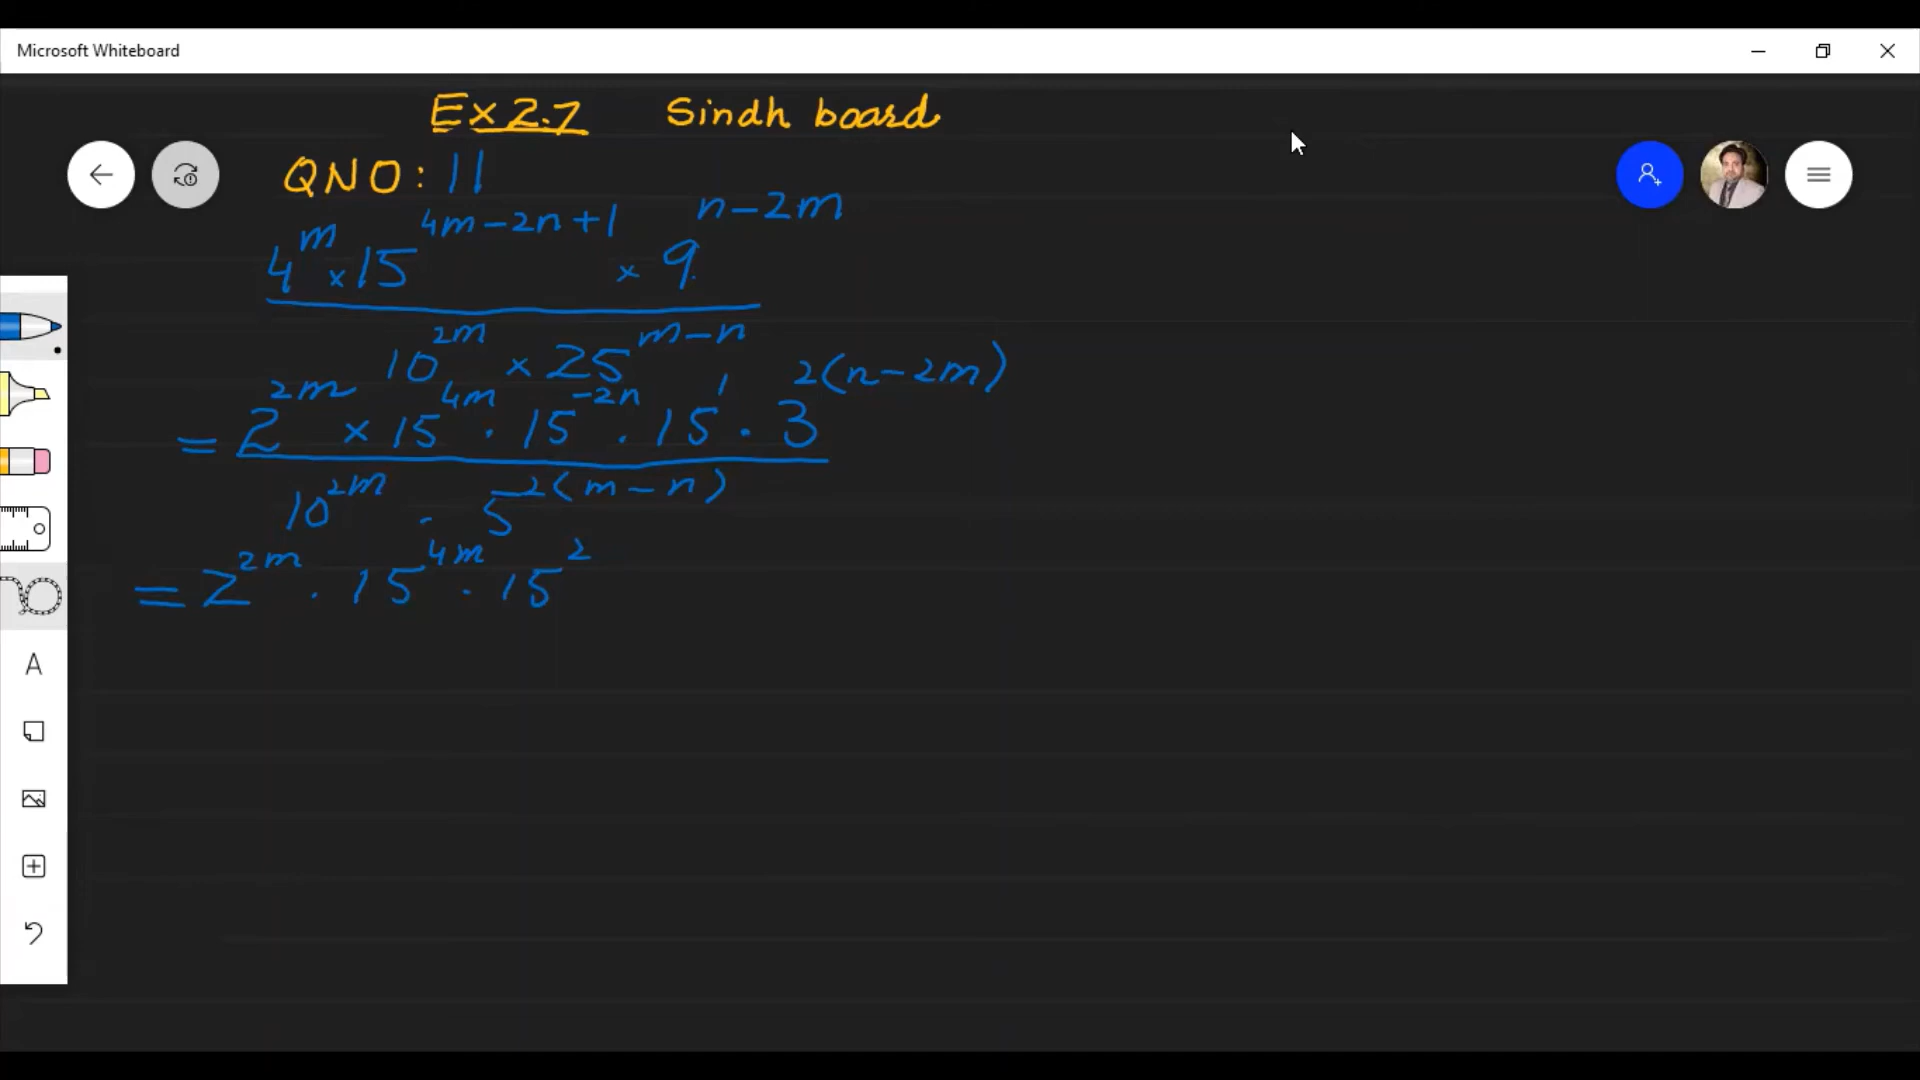 Microsoft Whiteboard
Ex 2.7 Sindh board
QNO: 11
4^m × 15^{4m-2n+1} × 9^{n-2m}
10^{2m} × 25^{m-n}
= 2^{2m} × 15^{4m} · 15^{-2n} · 15^1 · 3^{2(n-2m)}
10^{2m} · 5^{2(m-n)}
= 2^{2m} · 15^{4m} · 15^2
A